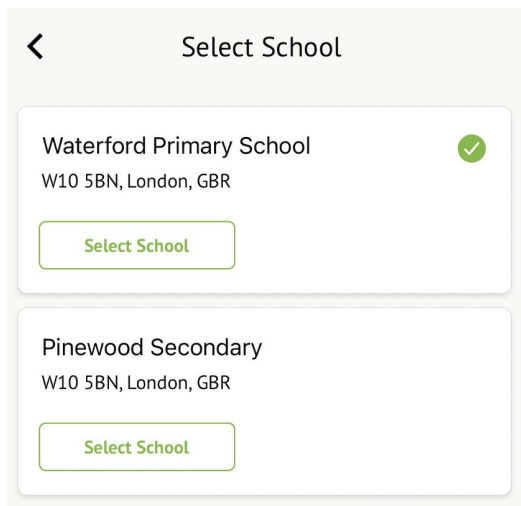 Select School
Waterford Primary School
W10 5BN, London, GBR
Select School
Pinewood Secondary
W10 5BN, London, GBR
Select School